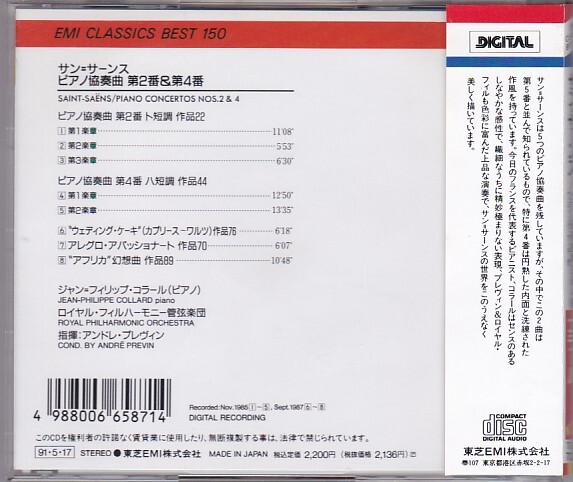 EMI CLASSICS BEST 150
サン=サーンス
ピアノ協奏曲 第2番&第4番
SAINT-SAËNS/PIANO CONCERTOS NOS.2 & 4
ピアノ協奏曲 第2番 ト短調 作品22
① 第1楽章 11'08"
② 第2楽章 5'53"
③ 第3楽章 6'30"
ピアノ協奏曲 第4番 ハ短調 作品44
④ 第1楽章 12'50"
⑤ 第2楽章 13'35"
⑥ "ウェディング・ケーキ"(カプリース=ワルツ)作品76 6'18"
⑦ アレグロ・アパッショナート 作品70 6'07"
⑧ "アフリカ"幻想曲 作品89 10'48"
ジャン=フィリップ・コラール(ピアノ)
JEAN-PHILIPPE COLLARD piano
ロイヤル・フィルハーモニー管弦楽団
ROYAL PHILHARMONIC ORCHESTRA
指揮:アンドレ・プレヴィン
COND. BY ANDRÉ PREVIN
4 988006 658714
Recorded: Nov.1985①~⑤, Sept.1987⑥~⑧
DIGITAL RECORDING
このCDを権利者の許諾なく賃貸業に使用したり、無断複製する事は、法律で禁じられています。
91・5・17 STEREO ● 東芝EMI株式会社 MADE IN JAPAN 税込定価 2,200円 (税抜価格 2,136円)
DIGITAL
サン=サーンスは5つのピアノ協奏曲を残していますが、その中でこの2曲は
第5番と並んで知られているもので、特に第4番は円熟した内面と洗練された
作風を持っています。今日のフランスを代表するピアニスト、コラールはセンスのある
しなやかな感性で、繊細なうちに精妙極まりない表現、プレヴィン&ロイヤル・
フィルも色彩に富んだ上品な演奏で、サン=サーンスの世界をこのうえなく
美しく描いています。
COMPACT
disc
DIGITAL AUDIO
東芝EMI株式会社
〒107 東京都港区赤坂2-2-17